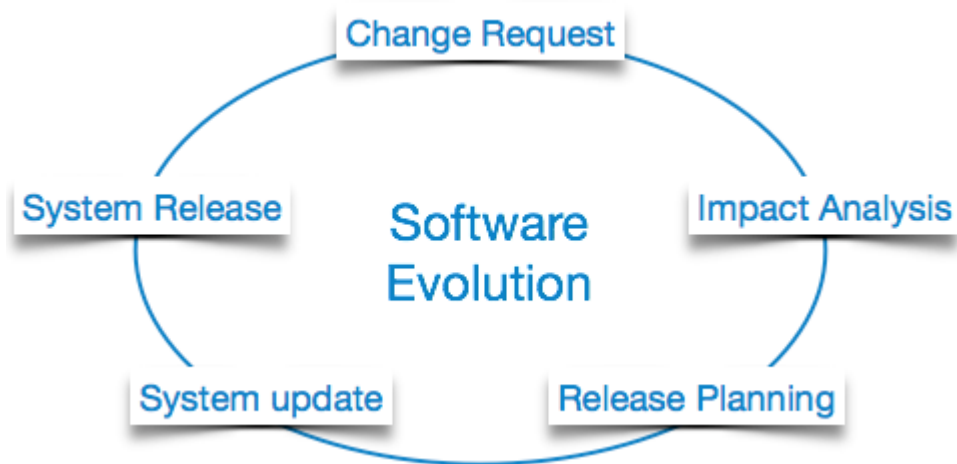 Change Request
System Release
Software
Evolution
Impact Analysis
System update
Release Planning